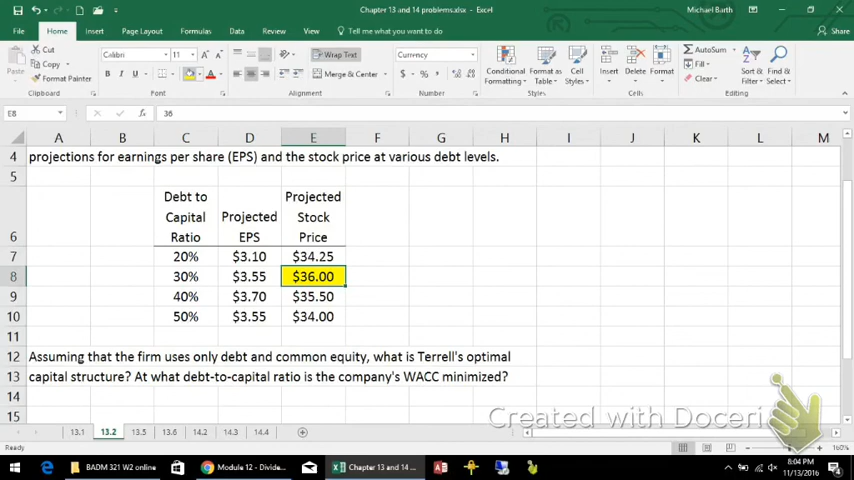 Chapter 13 and 14 problems.xlsx - Excel
Michael Barth
File Home Insert Page Layout Formulas Data Review View Help Tell me what you want to do
Share
Cut
Copy
Format Painter
Paste
Clipboard
Calibri 11
B I U
Font
Wrap Text
Merge & Center
Alignment
Currency
$ % ,
Number
Conditional Formatting
Format as Table
Cell Styles
Styles
Insert Delete Format
Cells
AutoSum
Fill
Clear
Sort & Filter
Find & Select
Editing
E8 fx 36
A B C D E F G H I J K L M
4 projections for earnings per share (EPS) and the stock price at various debt levels.
5
6 Debt to Capital Ratio Projected EPS Projected Stock Price
7 20% $3.10 $34.25
8 30% $3.55 $36.00
9 40% $3.70 $35.50
10 50% $3.55 $34.00
11
12 Assuming that the firm uses only debt and common equity, what is Terrell's optimal
13 capital structure? At what debt-to-capital ratio is the company's WACC minimized?
14
15
Created with Doceri
13.1 13.2 13.5 13.6 14.2 14.3 14.4
Ready
160%
BADM 321 W2 online
Module 12 - Divide...
Chapter 13 and 14 ...
8:04 PM
11/13/2016